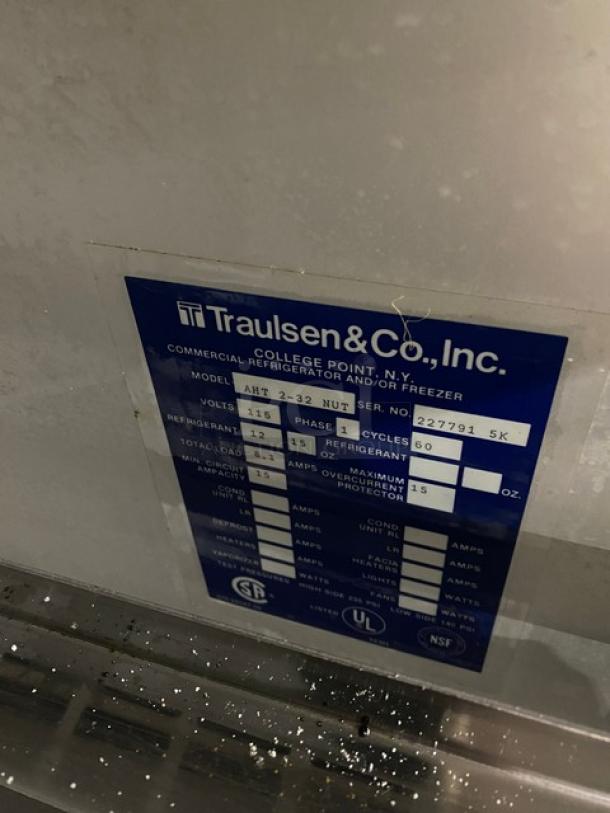 Traulsen & Co., Inc.
COLLEGE POINT, N.Y.
COMMERCIAL REFRIGERATOR AND/OR FREEZER
MODEL AHT 2-32 NUT SER. NO. 227791 5K
VOLTS 115 PHASE 1 CYCLES 60
REFRIGERANT 12 15 OZ. REFRIGERANT OZ.
TOTAL LOAD 8.1 AMPS MAXIMUM OVERCURRENT PROTECTOR 15
MIN. CIRCUIT AMPACITY 15
COND. UNIT RL AMPS COND. UNIT RL AMPS
LR AMPS LR AMPS
DEFROST AMPS FACIA HEATERS AMPS
HEATERS AMPS LIGHTS WATTS
VAPORIZER WATTS FANS WATTS
TEST PRESSURES HIGH SIDE 235 PSI LOW SIDE 140 PSI
SA LISTED UL NSF